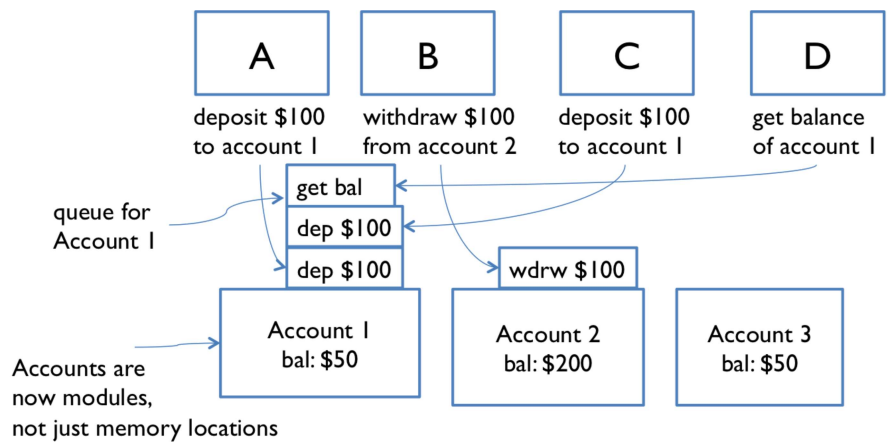 A
B
C
D
deposit $100
to account 1
withdraw $100
from account 2
deposit $100
to account 1
get balance
of account 1
queue for
Account 1
get bal
dep $100
dep $100
wdrw $100
Account 1
bal: $50
Account 2
bal: $200
Account 3
bal: $50
Accounts are
now modules,
not just memory locations